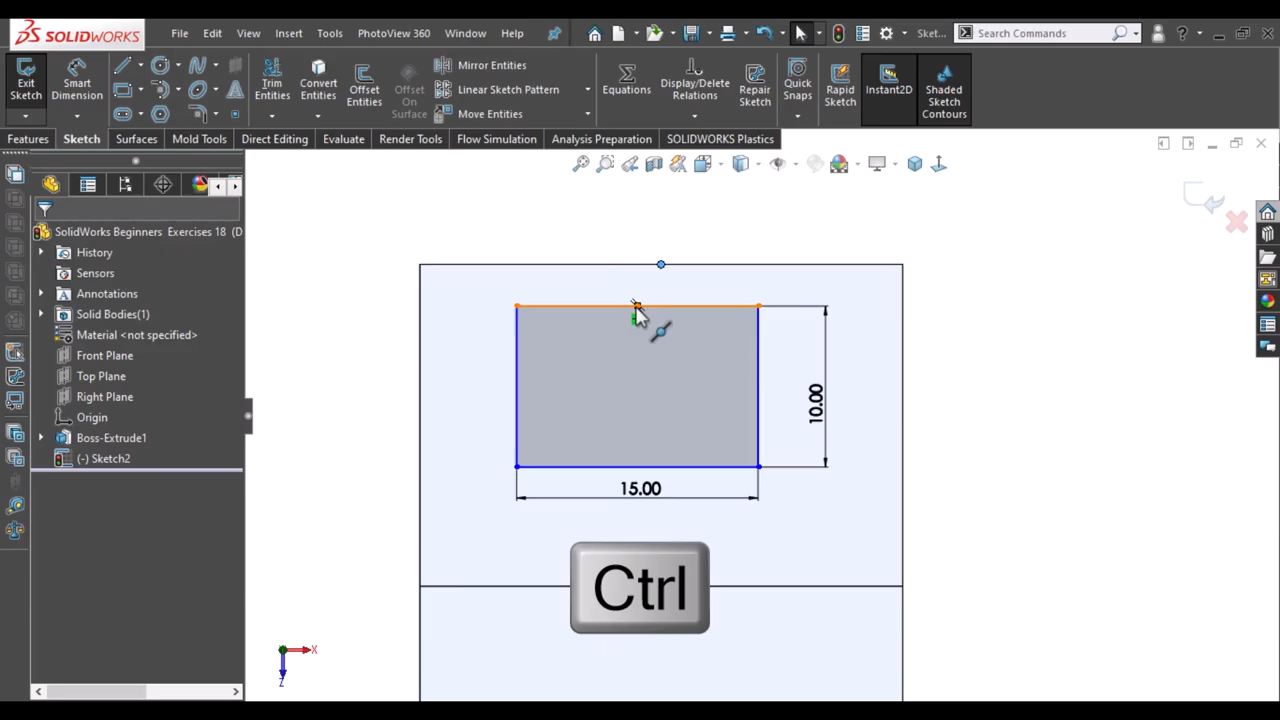 SOLIDWORKS File Edit View Insert Tools PhotoView 360 Window Help Sket... Search Commands ?
Exit Sketch
Smart Dimension
Trim Entities
Convert Entities
Offset Entities
Offset On Surface
Mirror Entities
Linear Sketch Pattern
Move Entities
Equations
Display/Delete Relations
Repair Sketch
Quick Snaps
Rapid Sketch
Instant2D
Shaded Sketch Contours
Features Sketch Surfaces Mold Tools Direct Editing Evaluate Render Tools Flow Simulation Analysis Preparation SOLIDWORKS Plastics
SolidWorks Beginners Exercises 18 (D
History
Sensors
Annotations
Solid Bodies(1)
Material <not specified>
Front Plane
Top Plane
Right Plane
Origin
Boss-Extrude1
(-) Sketch2
10.00
15.00
Ctrl
X
Z